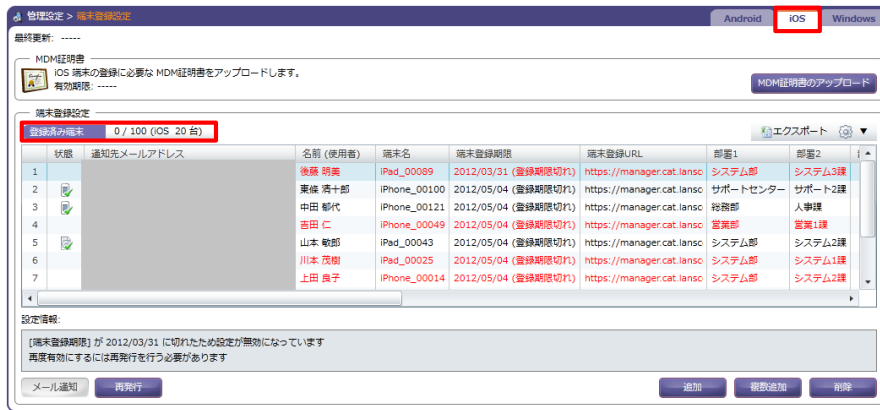 管理設定 > 端末登録設定
Android iOS Windows
最終更新: -----
MDM証明書
iOS 端末の登録に必要な MDM証明書をアップロードします。
有効期限: -----
MDM証明書のアップロード
端末登録設定
登録済み端末 0 / 100 (iOS 20 台)
エクスポート
状態 通知先メールアドレス 名前 (使用者) 端末名 端末登録期限 端末登録URL 部署1 部署2
1 後藤 明美 iPad_00089 2012/03/31 (登録期限切れ) https://manager.cat.lansc システム部 システム3課
2 東條 清十郎 iPhone_00100 2012/05/04 (登録期限切れ) https://manager.cat.lansc サポートセンター サポート2課
3 中田 郁代 iPhone_00121 2012/05/04 (登録期限切れ) https://manager.cat.lansc 総務部 人事課
4 吉田 仁 iPhone_00049 2012/05/04 (登録期限切れ) https://manager.cat.lansc 営業部 営業1課
5 山本 敏郎 iPad_00043 2012/05/04 (登録期限切れ) https://manager.cat.lansc システム部 システム2課
6 川本 茂樹 iPad_00025 2012/05/04 (登録期限切れ) https://manager.cat.lansc システム部 システム1課
7 上田 良子 iPhone_00014 2012/05/04 (登録期限切れ) https://manager.cat.lansc システム部 システム2課
設定情報:
[端末登録期限] が 2012/03/31 に切れたため設定が無効になっています
再度有効にするには再発行を行う必要があります
メール通知 再発行 追加 複数追加 削除